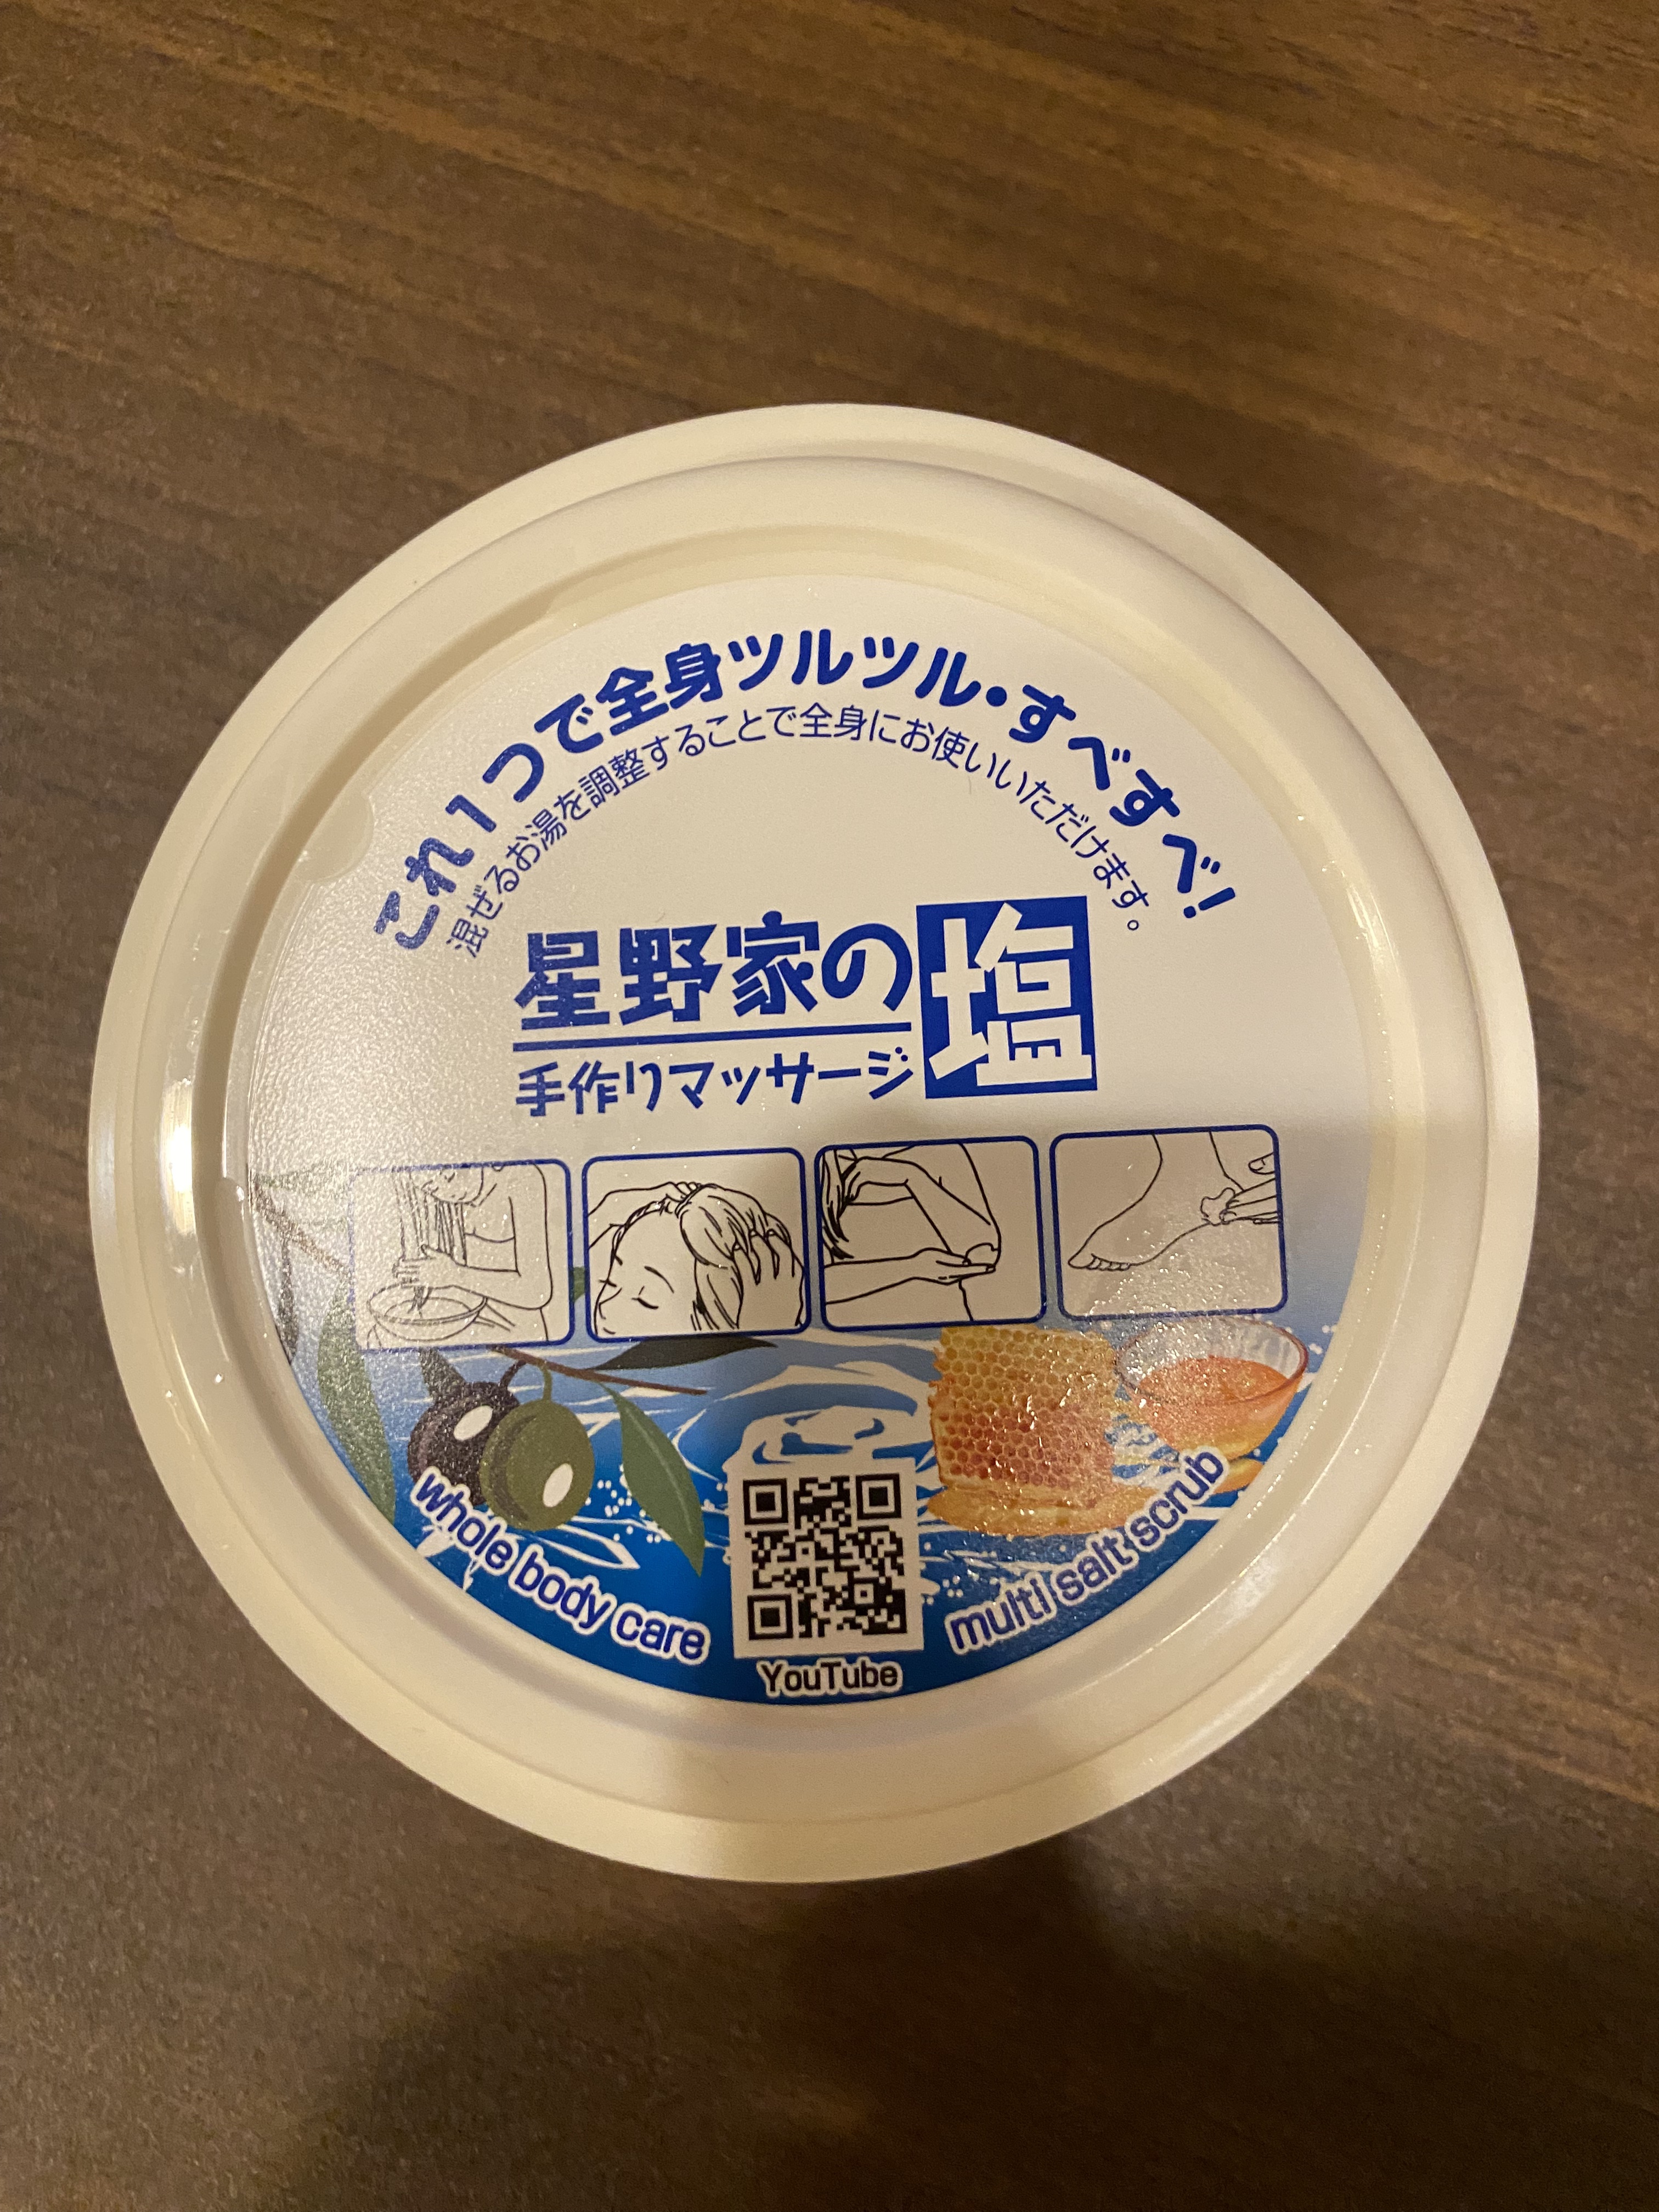 これ1つで全身ツルツル・すべすべ!
混ぜるお湯を調整することで全身にお使いいただけます。
星野家の塩
手作りマッサージ
whole body care
multi salt scrub
YouTube